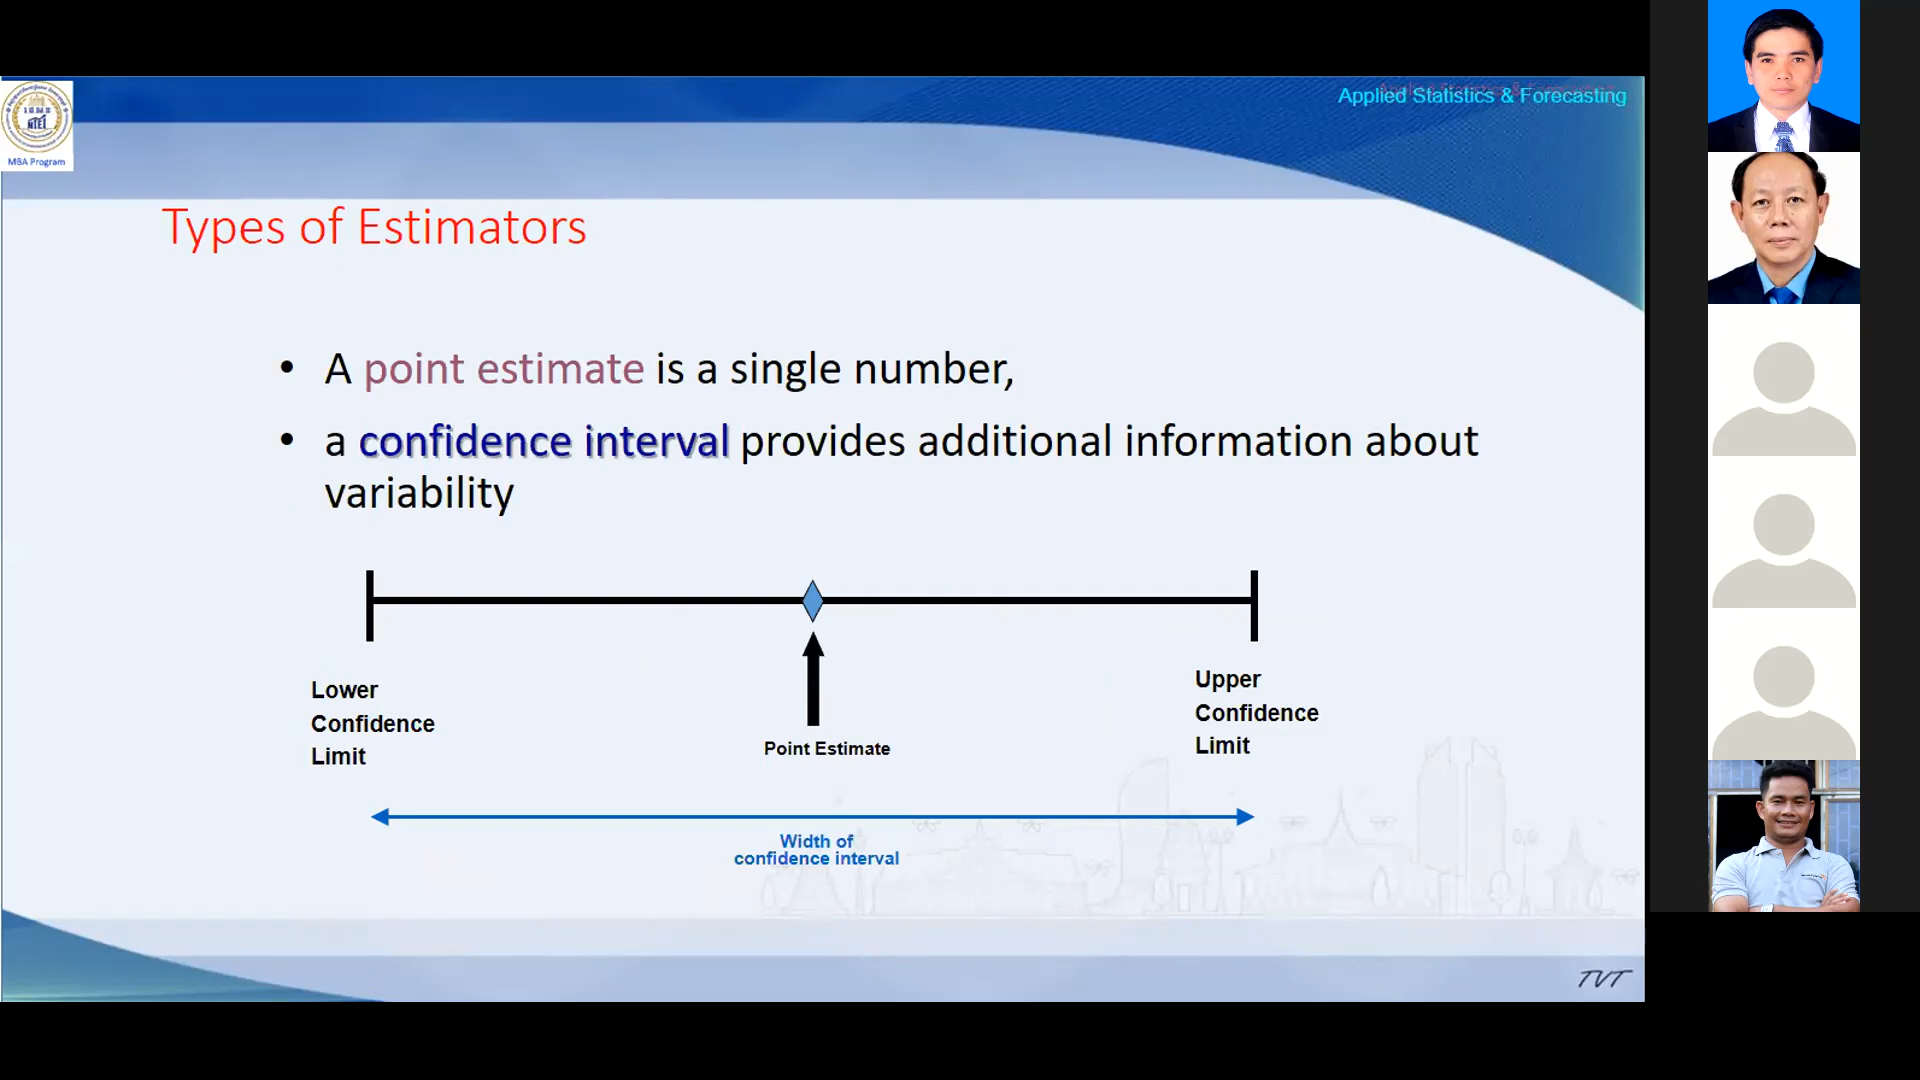 Applied Statistics & Forecasting
MBA Program
Types of Estimators
• A point estimate is a single number,
• a confidence interval provides additional information about
variability
Lower
Confidence
Limit
Point Estimate
Upper
Confidence
Limit
Width of
confidence interval
TVT